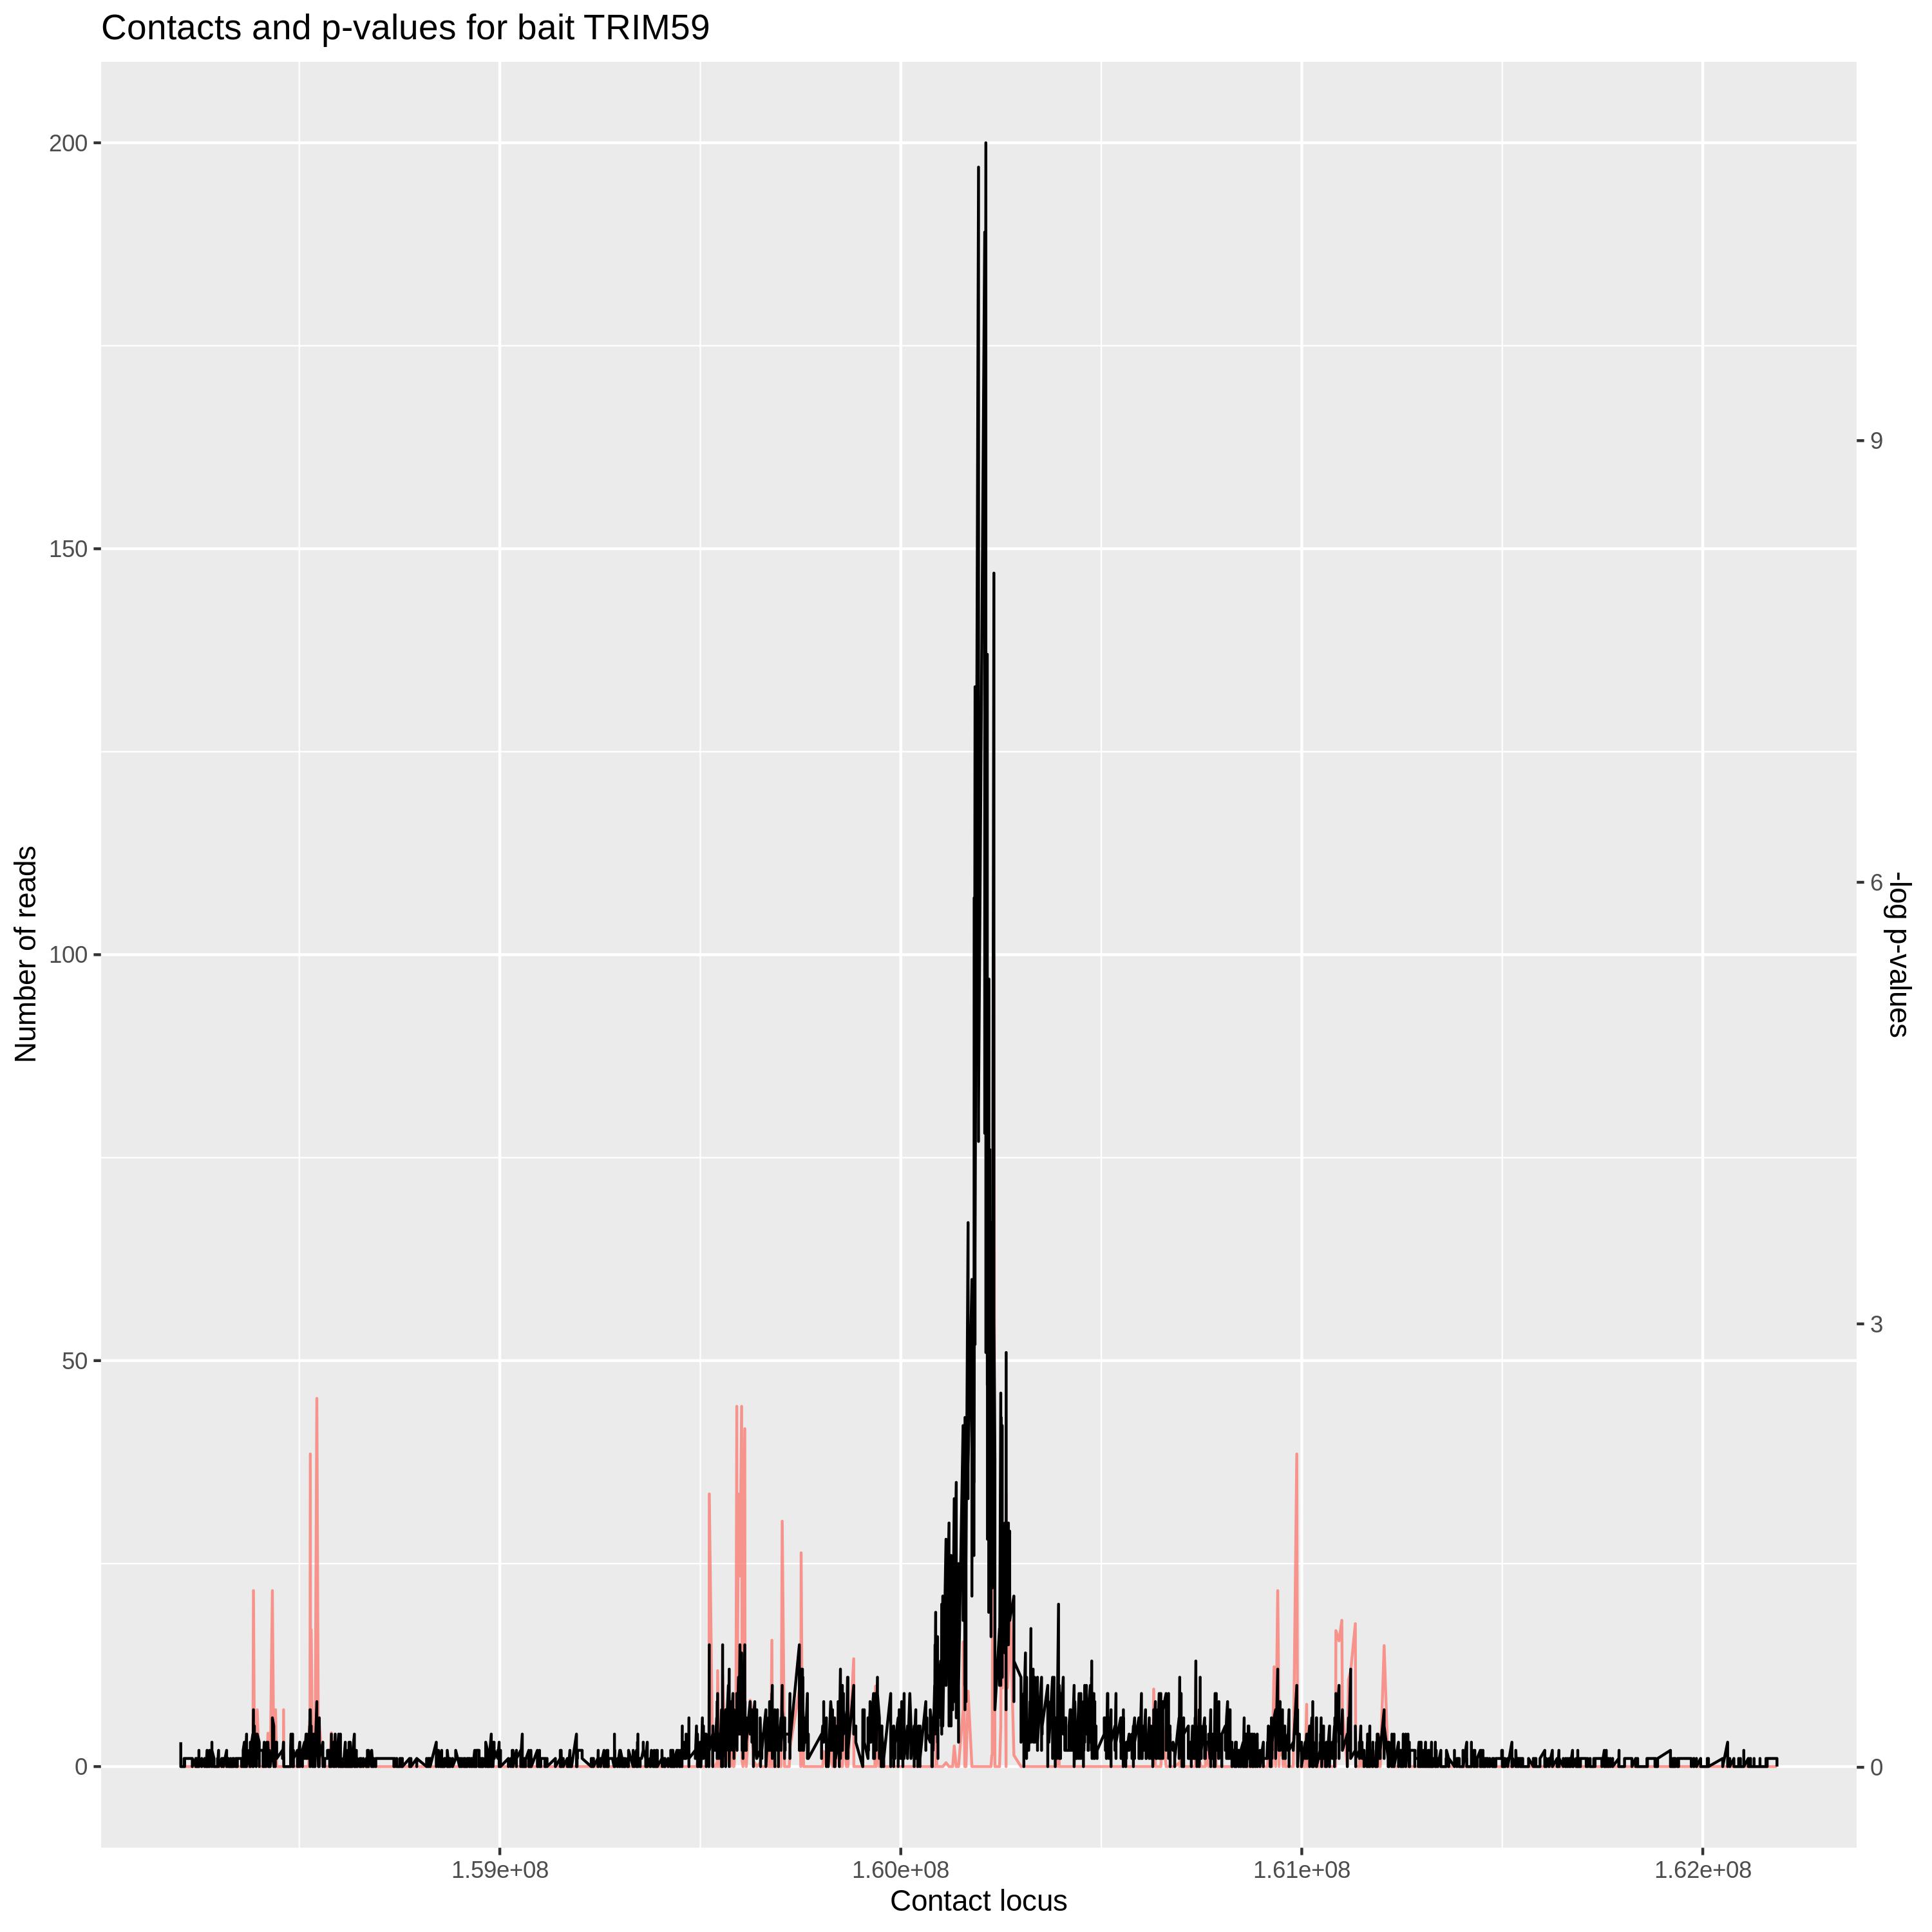 Contacts and p-values for bait TRIM59
200
150
100
50
0
Number of reads
9
6
3
0
-log p-values
1.59e+08 1.60e+08 1.61e+08 1.62e+08
Contact locus